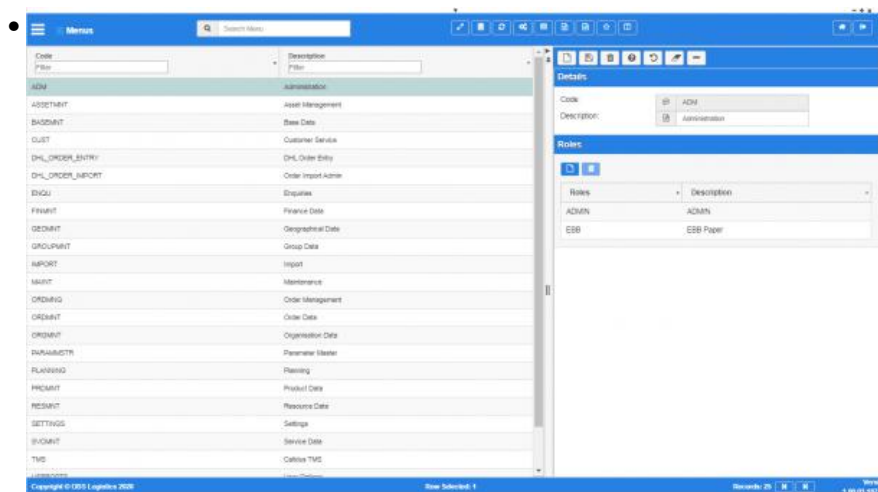 Menus Search Menu
Code Description
Filter Filter
ADM Administration
ASSETMNT Asset Management
BASEMNT Base Data
CUST Customer Service
DHL_ORDER_ENTRY DHL Order Entry
DHL_ORDER_IMPORT Order Import Admin
ENQU Enquiries
FINMNT Finance Data
GEOMNT Geographical Data
GROUPMNT Group Data
IMPORT Import
MAINT Maintenance
ORDMNG Order Management
ORDMNT Order Data
ORGMNT Organisation Data
PARAMMSTR Parameter Master
PLANNING Planning
PRDMNT Product Data
RESMNT Resource Data
SETTINGS Settings
SVCMNT Service Data
TMS Calidus TMS
Details
Code: ADM
Description: Administration
Roles
Roles Description
ADMIN ADMIN
EBB EBB Paper
Copyright © OBS Logistics 2020 Row Selected: 1 Records: 25